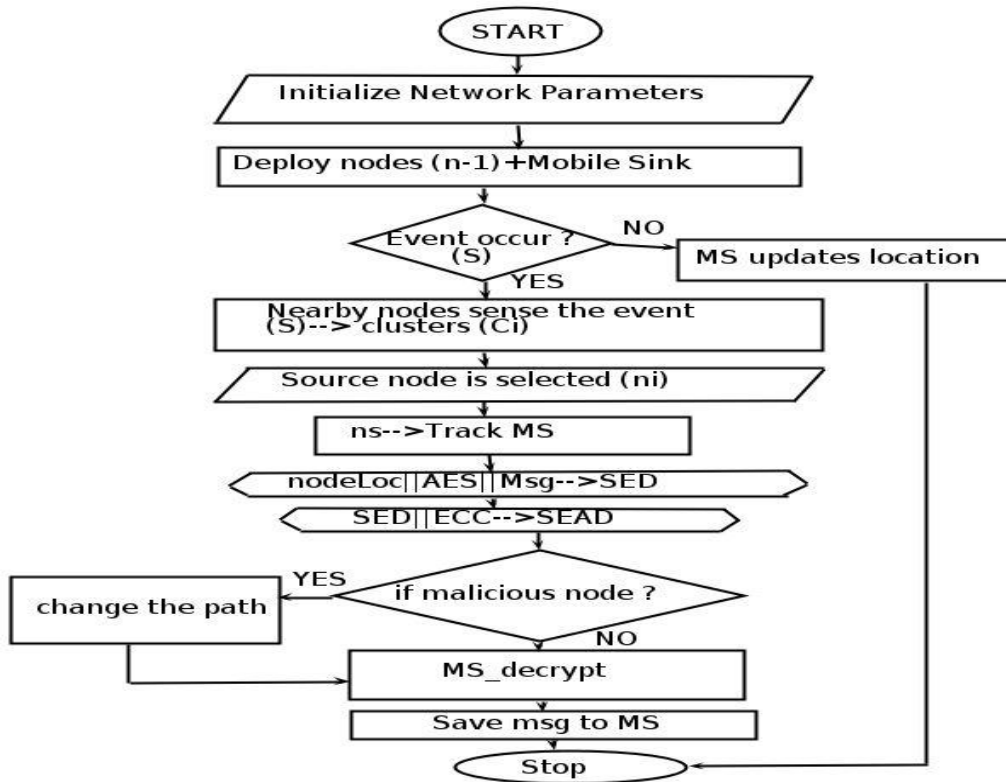 START
Initialize Network Parameters
Deploy nodes (n-1)+Mobile Sink
Event occur ?
(S)
NO
MS updates location
YES
Nearby nodes sense the event
(S)--> clusters (Ci)
Source node is selected (ni)
ns-->Track MS
nodeLoc||AES||Msg-->SED
SED||ECC-->SEAD
if malicious node ?
YES
change the path
NO
MS_decrypt
Save msg to MS
Stop